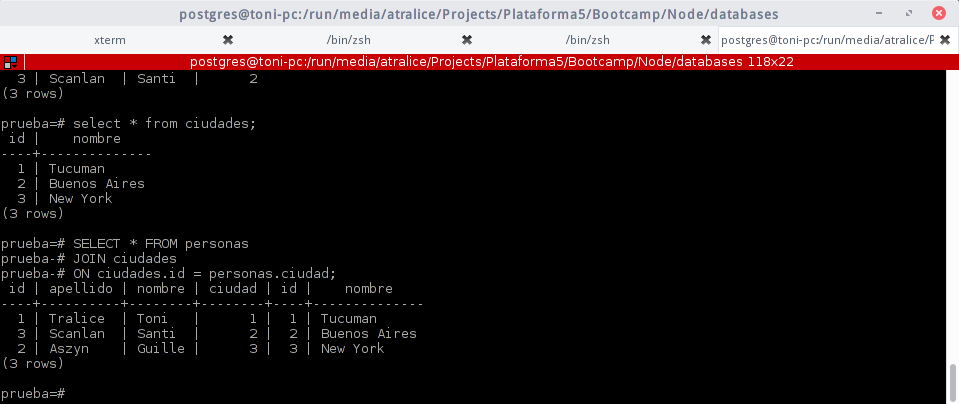 postgres@toni-pc:/run/media/atralice/Projects/Plataforma5/Bootcamp/Node/databases
xterm /bin/zsh /bin/zsh postgres@toni-pc:/run/media/atralice/P
postgres@toni-pc:/run/media/atralice/Projects/Plataforma5/Bootcamp/Node/databases 118x22
  3 | Scanlan  | Santi  |      2
(3 rows)

prueba=# select * from ciudades;
 id |    nombre
----+--------------
  1 | Tucuman
  2 | Buenos Aires
  3 | New York
(3 rows)

prueba=# SELECT * FROM personas
prueba-# JOIN ciudades
prueba-# ON ciudades.id = personas.ciudad;
 id | apellido | nombre | ciudad | id |    nombre
----+----------+--------+--------+----+--------------
  1 | Tralice  | Toni   |      1 |  1 | Tucuman
  3 | Scanlan  | Santi  |      2 |  2 | Buenos Aires
  2 | Aszyn    | Guille |      3 |  3 | New York
(3 rows)

prueba=#